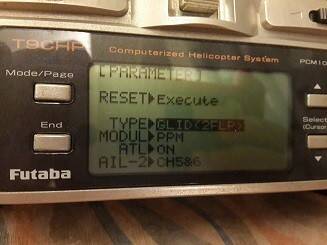 T9CHP Computerized Helicopter System PCM10
Mode/Page
[PARAMETER]
RESET▶Execute
TYPE▶GLID(2FLP)
MODUL▶PPM
ATL▶ON
AIL-2▶CH5&6
End
Select
(Cursor
Futaba